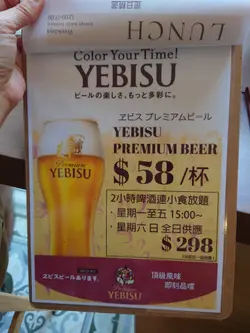 LUNCH
Color Your Time!
YEBISU
ビールの楽しさ、もっと多彩に。
ヱビス プレミアムビール
YEBISU
PREMIUM BEER
$58/杯
2小時啤酒連小食放題
星期一至五 15:00~
星期六 日 全日供應
$298
Premium
YEBISU
ヱビスビールあります。
頂級風味
即刻品嚐
Premium
YEBISU